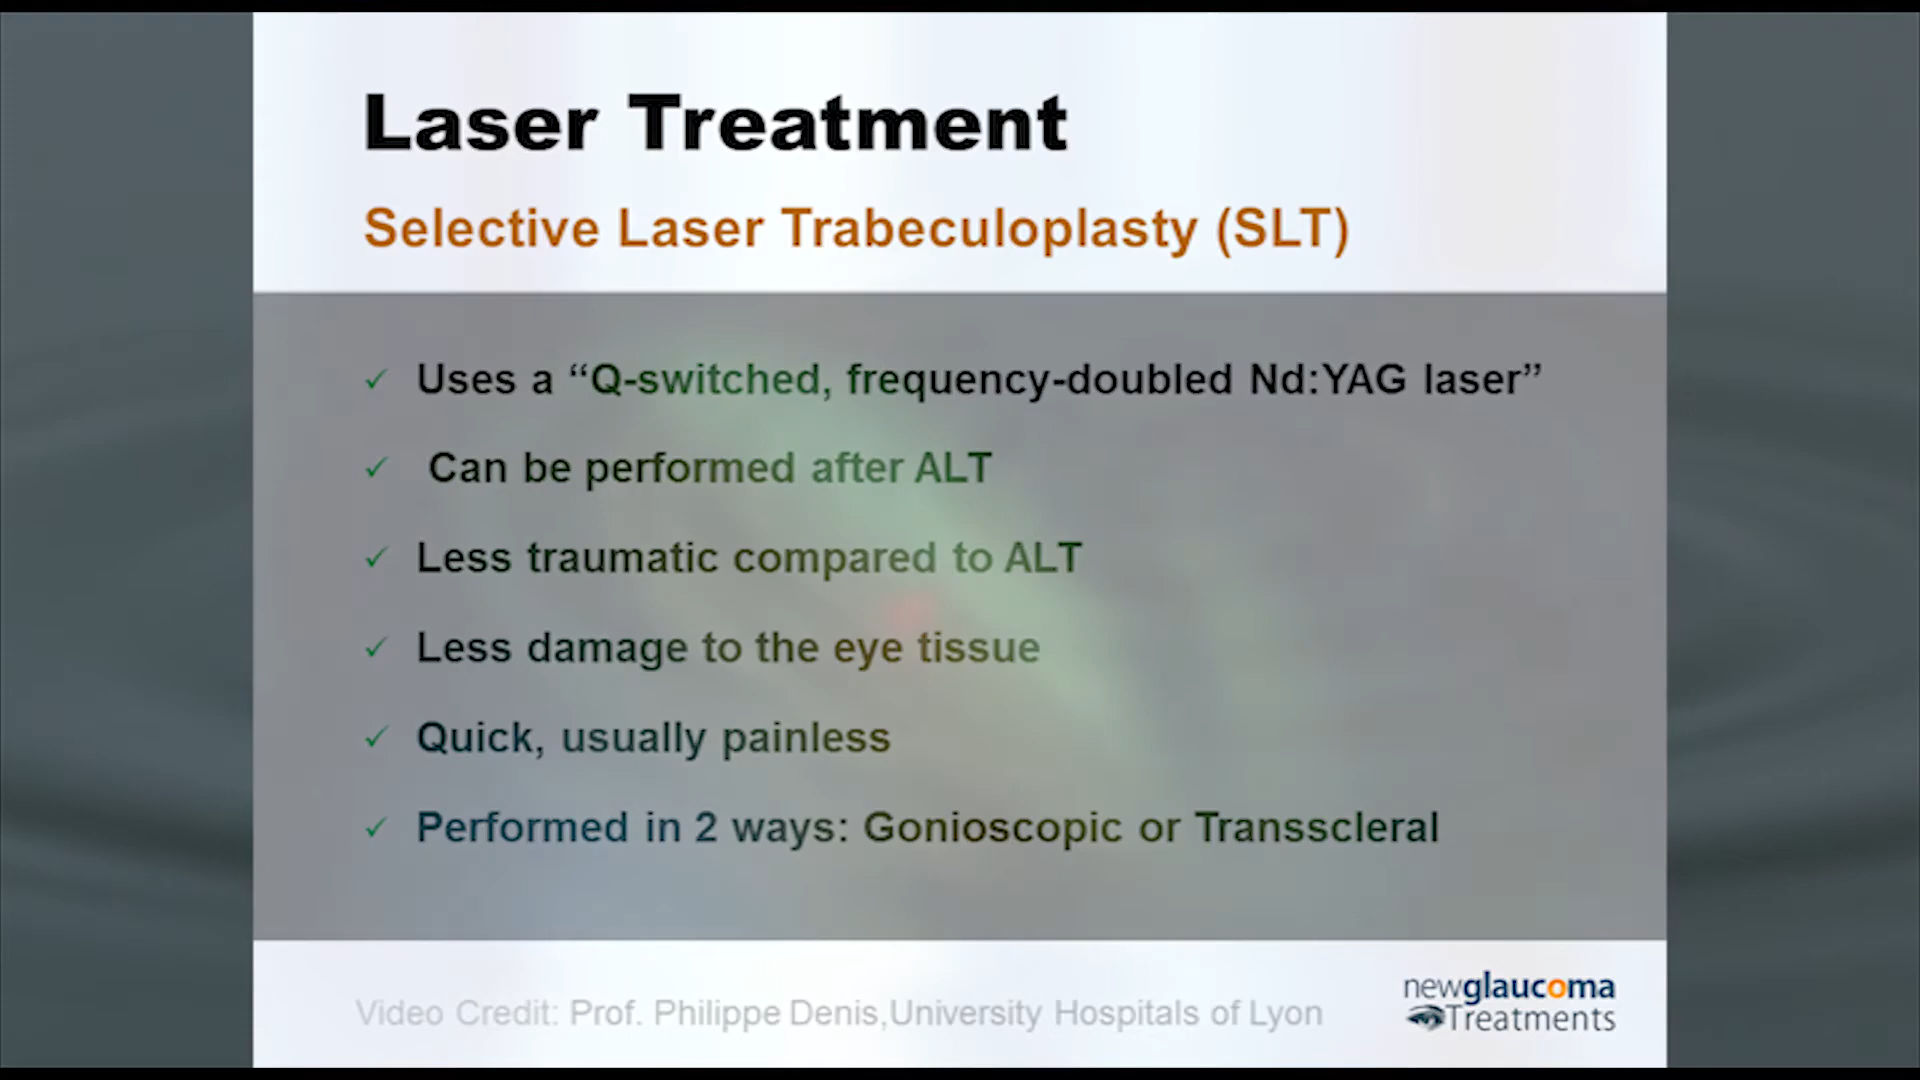 Laser Treatment
Selective Laser Trabeculoplasty (SLT)
✓ Uses a “Q-switched, frequency-doubled Nd:YAG laser”
✓ Can be performed after ALT
✓ Less traumatic compared to ALT
✓ Less damage to the eye tissue
✓ Quick, usually painless
✓ Performed in 2 ways: Gonioscopic or Transscleral
Video Credit: Prof. Philippe Denis,University Hospitals of Lyon
newglaucoma
Treatments